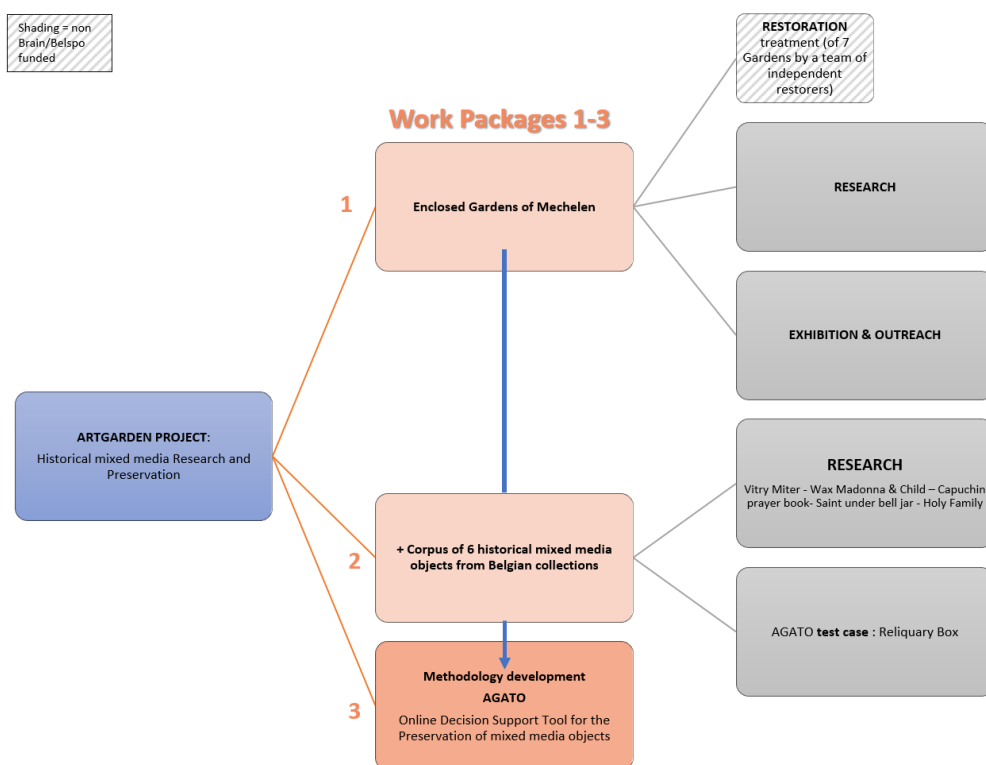 Shading = non
Brain/Belspo
funded
RESTORATION
treatment (of 7
Gardens by a team of
independent
restorers)
Work Packages 1-3
1
Enclosed Gardens of Mechelen
RESEARCH
EXHIBITION & OUTREACH
ARTGARDEN PROJECT:
Historical mixed media Research and
Preservation
2
+ Corpus of 6 historical mixed media
objects from Belgian collections
RESEARCH
Vitry Miter - Wax Madonna & Child – Capuchin
prayer book- Saint under bell jar - Holy Family
AGATO test case : Reliquary Box
3
Methodology development
AGATO
Online Decision Support Tool for the
Preservation of mixed media objects